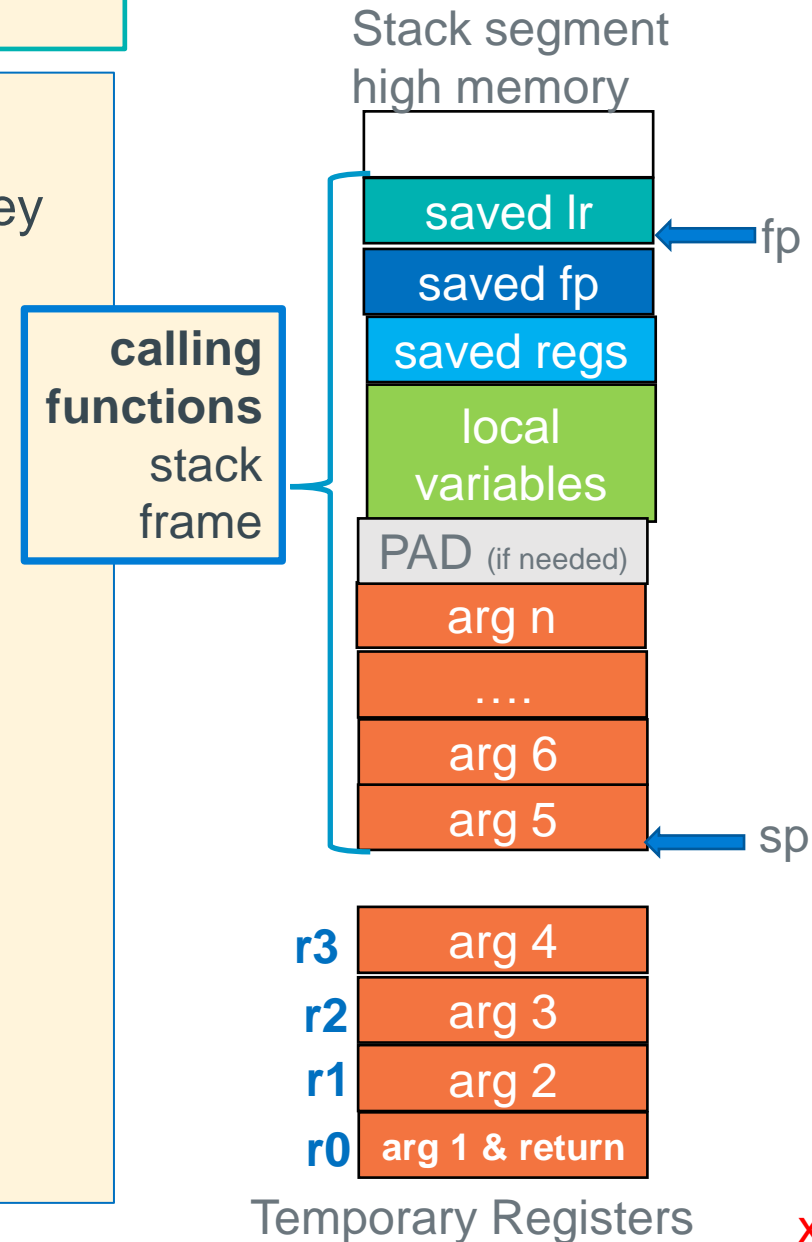 Stack segment
high memory
saved lr
fp
saved fp
saved regs
calling
functions
stack
frame
local
variables
PAD (if needed)
arg n
....
arg 6
arg 5
sp
r3 arg 4
r2 arg 3
r1 arg 2
r0 arg 1 & return
Temporary Registers
x